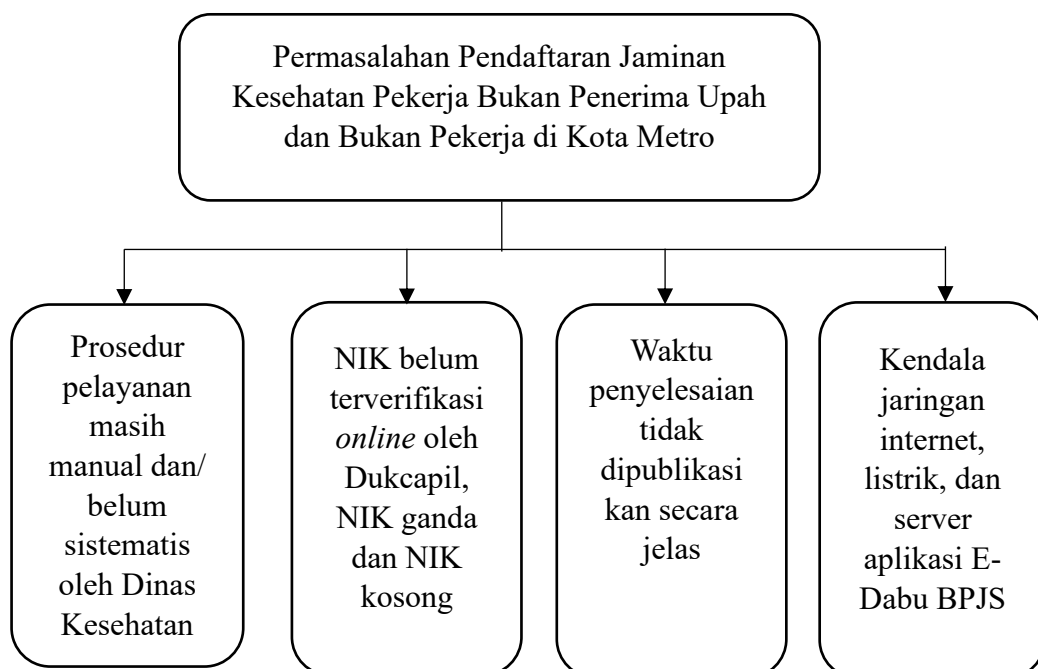 Permasalahan Pendaftaran Jaminan
Kesehatan Pekerja Bukan Penerima Upah
dan Bukan Pekerja di Kota Metro
Prosedur
pelayanan
masih
manual dan/
belum
sistematis
oleh Dinas
Kesehatan
NIK belum
terverifikasi
online oleh
Dukcapil,
NIK ganda
dan NIK
kosong
Waktu
penyelesaian
tidak
dipublikasi
kan secara
jelas
Kendala
jaringan
internet,
listrik, dan
server
aplikasi E-
Dabu BPJS